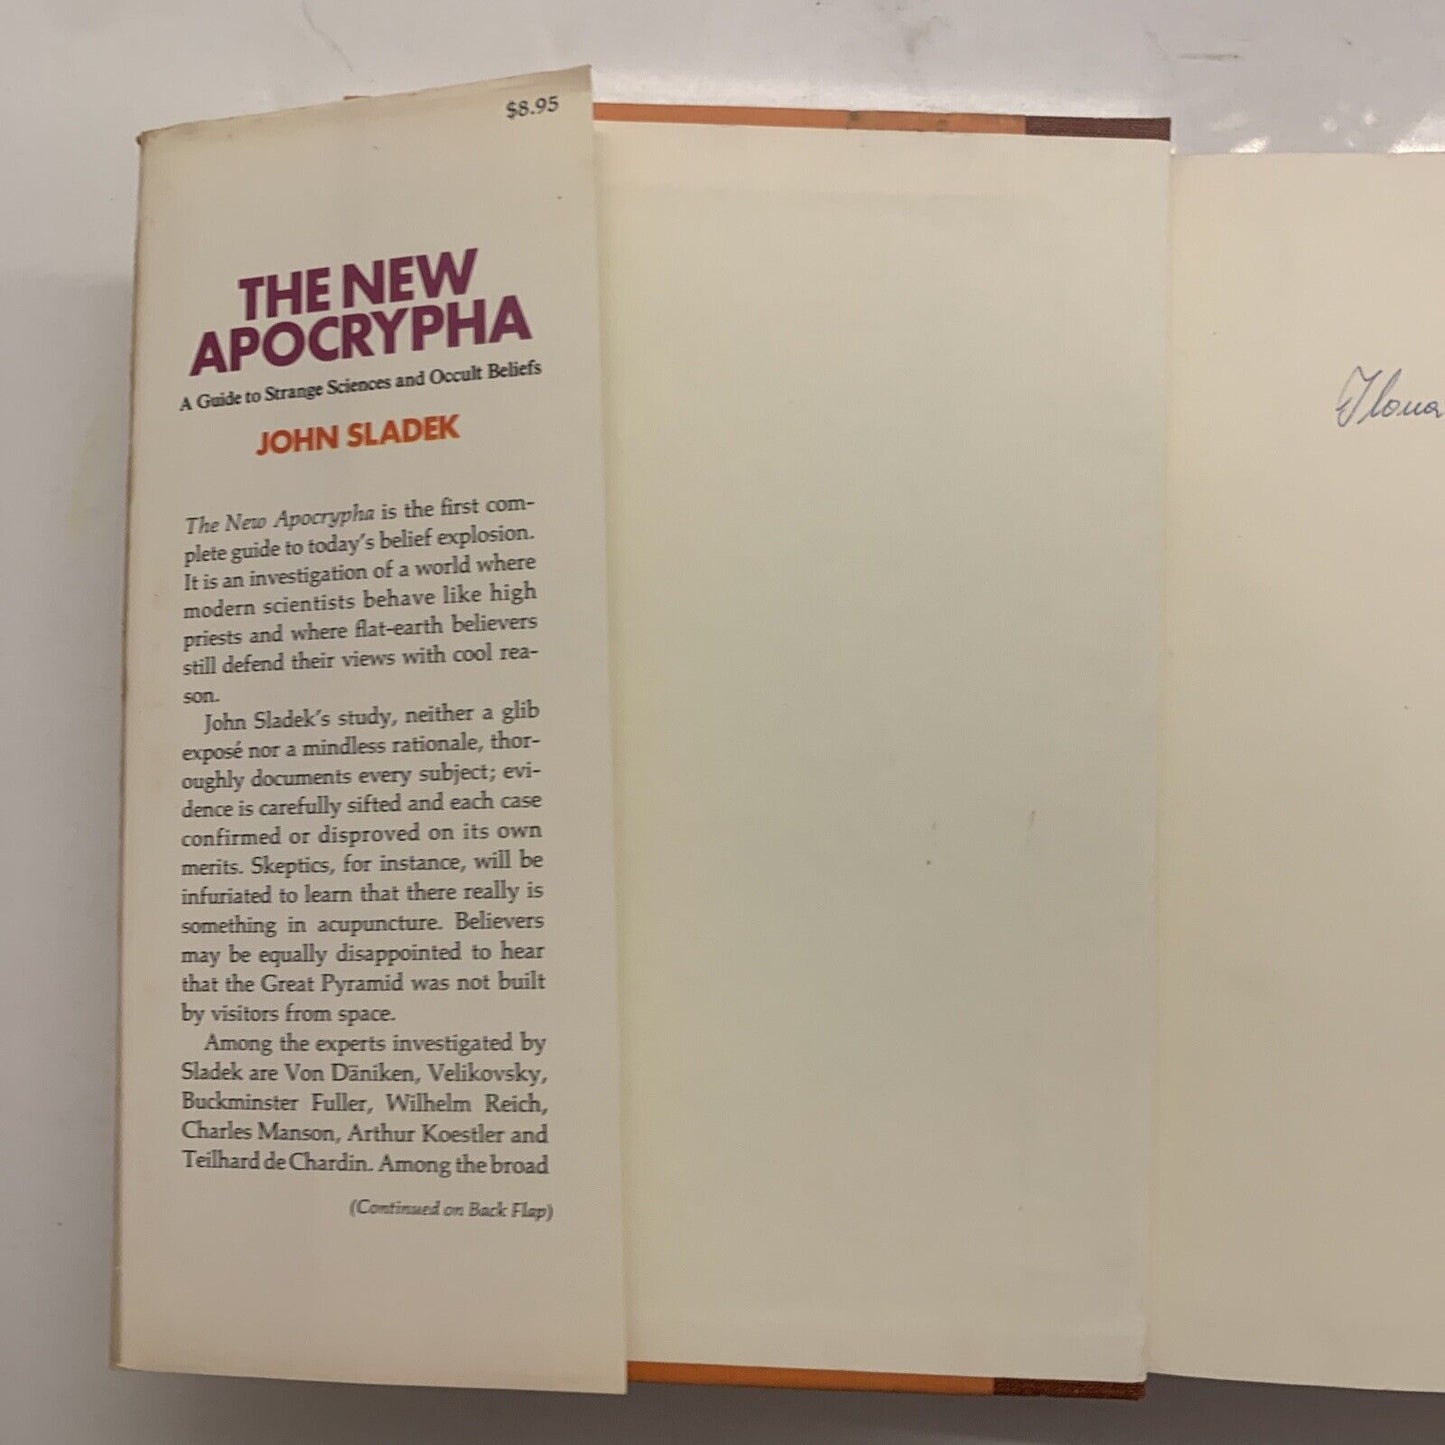 $8.95
THE NEW
APOCRYPHA
A Guide to Strange Sciences and Occult Beliefs
JOHN SLADEK
The New Apocrypha is the first com-
plete guide to today's belief explosion.
It is an investigation of a world where
modern scientists behave like high
priests and where flat-earth believers
still defend their views with cool rea-
son.
John Sladek's study, neither a glib
exposé nor a mindless rationale, thor-
oughly documents every subject; evi-
dence is carefully sifted and each case
confirmed or disproved on its own
merits. Skeptics, for instance, will be
infuriated to learn that there really is
something in acupuncture. Believers
may be equally disappointed to hear
that the Great Pyramid was not built
by visitors from space.
Among the experts investigated by
Sladek are Von Däniken, Velikovsky,
Buckminster Fuller, Wilhelm Reich,
Charles Manson, Arthur Koestler and
Teilhard de Chardin. Among the broad
(Continued on Back Flap)
Ilona